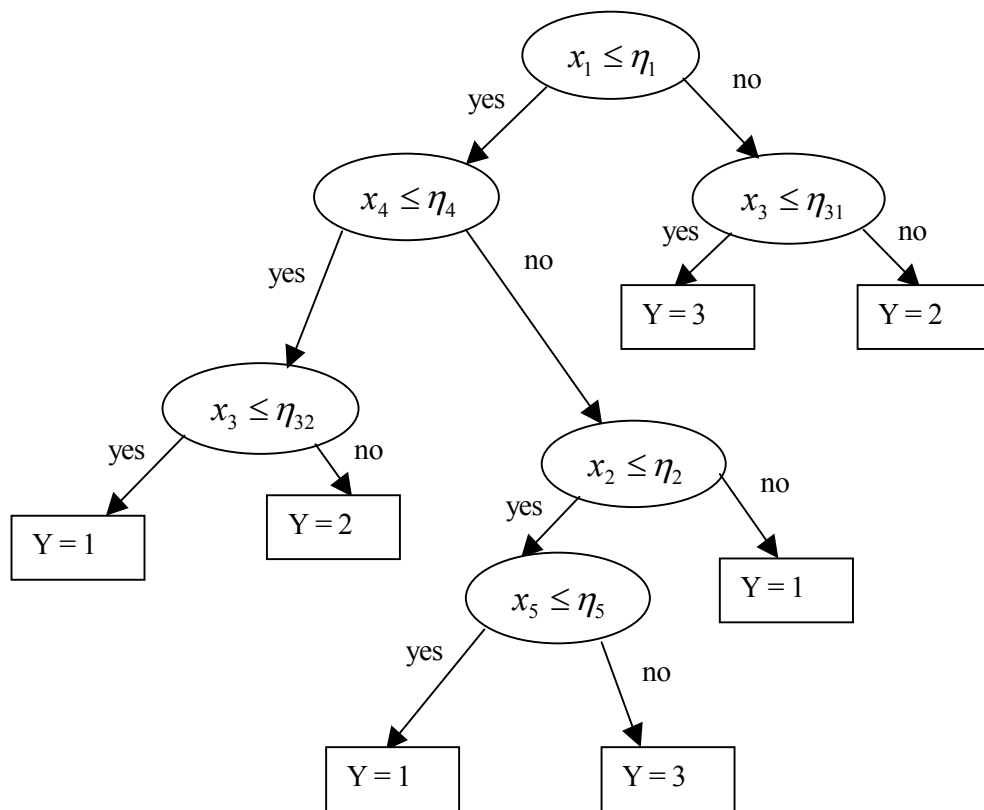 x₁ ≤ η₁
yes
no
x₄ ≤ η₄
x₃ ≤ η₃₁
yes
no
yes
no
Y = 3
Y = 2
x₃ ≤ η₃₂
yes
no
x₂ ≤ η₂
yes
no
Y = 1
Y = 2
x₅ ≤ η₅
Y = 1
yes
no
Y = 1
Y = 3